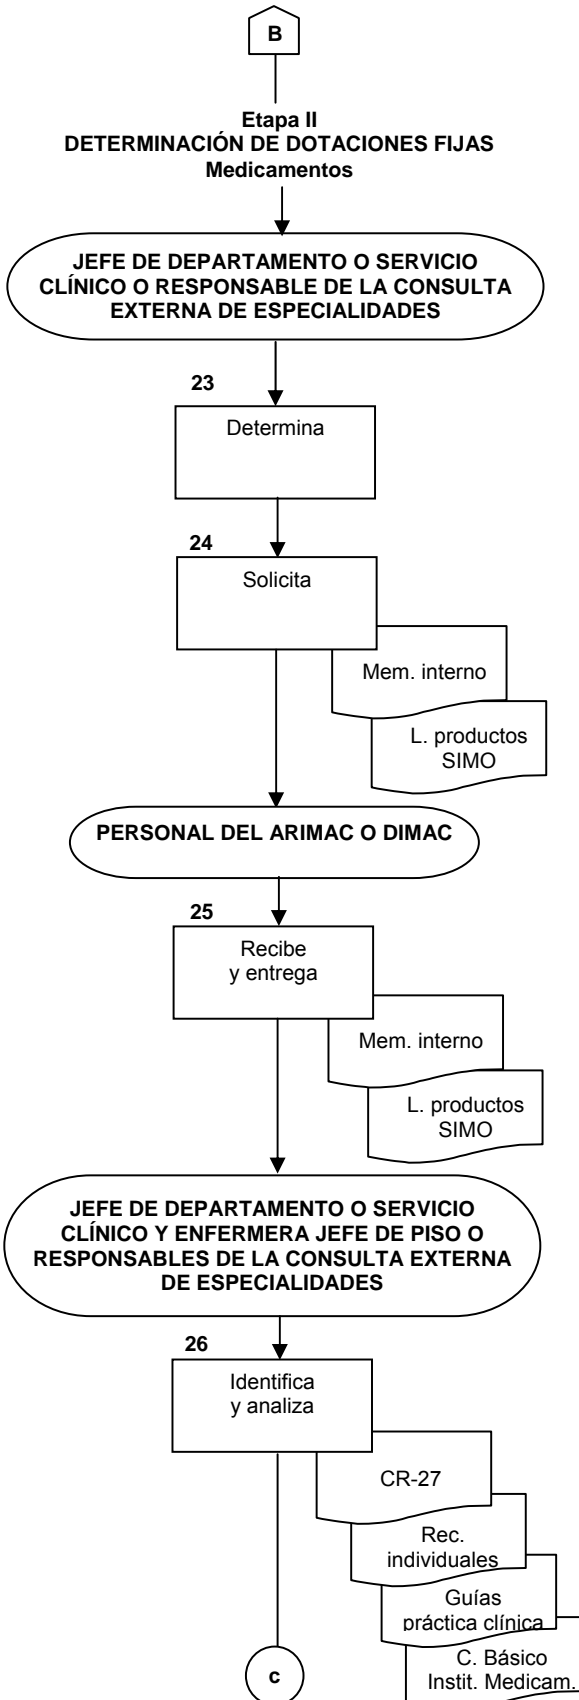 B
Etapa II
DETERMINACIÓN DE DOTACIONES FIJAS
Medicamentos
JEFE DE DEPARTAMENTO O SERVICIO
CLÍNICO O RESPONSABLE DE LA CONSULTA
EXTERNA DE ESPECIALIDADES
23
Determina
24
Solicita
Mem. interno
L. productos
SIMO
PERSONAL DEL ARIMAC O DIMAC
25
Recibe
y entrega
Mem. interno
L. productos
SIMO
JEFE DE DEPARTAMENTO O SERVICIO
CLÍNICO Y ENFERMERA JEFE DE PISO O
RESPONSABLES DE LA CONSULTA EXTERNA
DE ESPECIALIDADES
26
Identifica
y analiza
CR-27
Rec.
individuales
Guías
práctica clínica
C. Básico
Instit. Medicam.
c